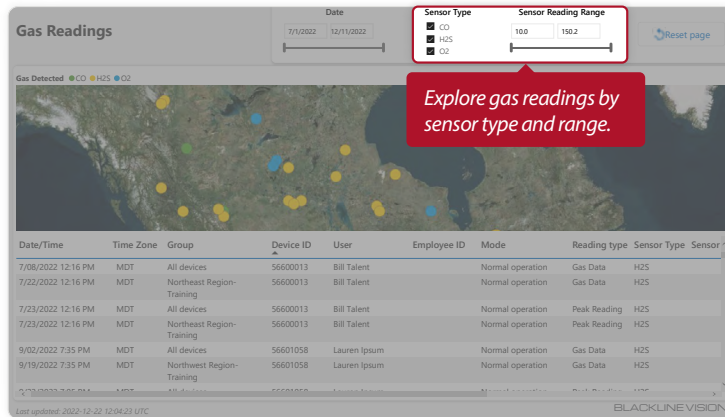 Gas Readings
Date
7/1/2022 12/11/2022
Sensor Type
CO
H2S
O2
Sensor Reading Range
10.0 150.2
Reset page
Explore gas readings by
sensor type and range.
Gas Detected CO H2S O2
Date/Time Time Zone Group Device ID User Employee ID Mode Reading type Sensor Type Sensor
7/08/2022 12:16 PM MDT All devices 56600013 Bill Talent Normal operation Gas Data H2S
7/22/2022 12:16 PM MDT Northeast Region- 56600013 Bill Talent Normal operation Gas Data H2S
Training
7/23/2022 12:16 PM MDT All devices 56600013 Bill Talent Normal operation Peak Reading H2S
7/23/2022 12:16 PM MDT Northeast Region- 56600013 Bill Talent Normal operation Peak Reading H2S
Training
9/02/2022 7:35 PM MDT All devices 56601058 Lauren Ipsum Normal operation Gas Data H2S
9/19/2022 7:35 PM MDT Northwest Region- 56601058 Lauren Ipsum Normal operation Gas Data H2S
Training
Last updated: 2022-12-22 12:04:23 UTC
BLACKLINE VISION